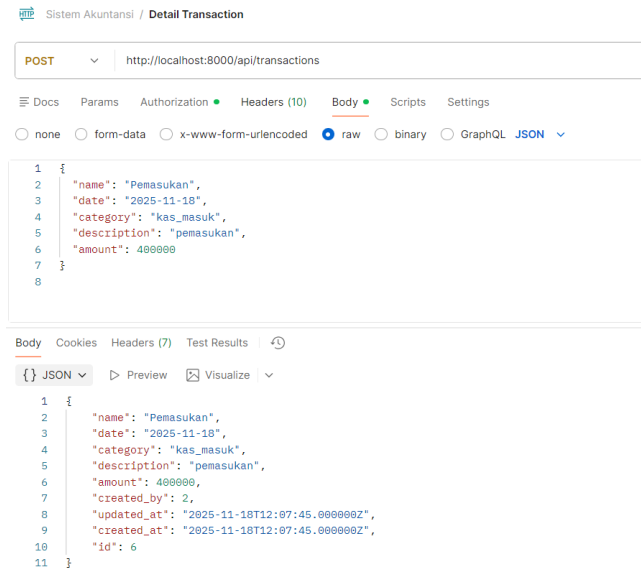 HTTP Sistem Akuntansi / Detail Transaction
POST http://localhost:8000/api/transactions
Docs Params Authorization Headers (10) Body Scripts Settings
none form-data x-www-form-urlencoded raw binary GraphQL JSON
1 {
2 "name": "Pemasukan",
3 "date": "2025-11-18",
4 "category": "kas_masuk",
5 "description": "pemasukan",
6 "amount": 400000
7 }
8
Body Cookies Headers (7) Test Results
{} JSON Preview Visualize
1 {
2 "name": "Pemasukan",
3 "date": "2025-11-18",
4 "category": "kas_masuk",
5 "description": "pemasukan",
6 "amount": 400000,
7 "created_by": 2,
8 "updated_at": "2025-11-18T12:07:45.000000Z",
9 "created_at": "2025-11-18T12:07:45.000000Z",
10 "id": 6
11 }